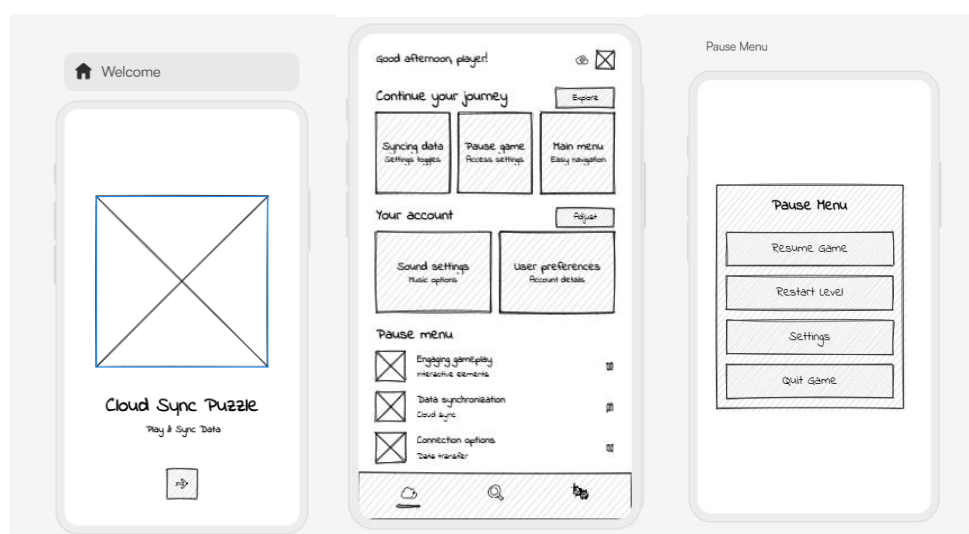 Welcome
Cloud Sync Puzzle
Play & Sync Data
Good afternoon, player!
Continue your journey
Explore
Syncing data
Settings toggles
Pause game
Access settings
Main menu
Easy navigation
Your account
Adjust
Sound settings
Music options
User preferences
Account details
Pause menu
Engaging gameplay
Interactive elements
Data synchronization
Cloud sync
Connection options
Data transfer
Pause Menu
Pause Menu
Resume Game
Restart Level
Settings
Quit Game